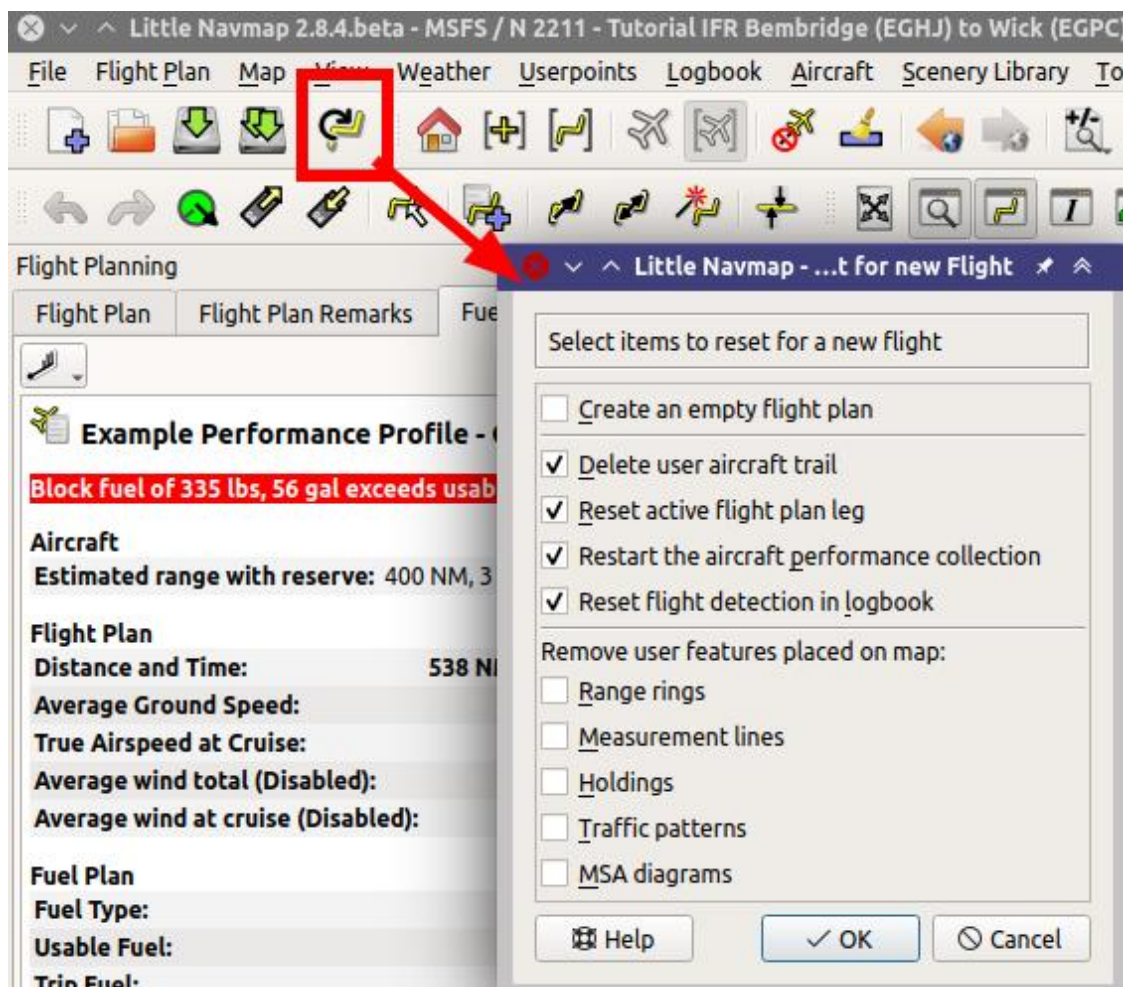 Little Navmap 2.8.4.beta - MSFS / N 2211 - Tutorial IFR Bembridge (EGHJ) to Wick (EGPC)
File Flight Plan Map View Weather Userpoints Logbook Aircraft Scenery Library To
Flight Planning
Flight Plan Flight Plan Remarks Fue
Example Performance Profile -
Block fuel of 335 lbs, 56 gal exceeds usab
Aircraft
Estimated range with reserve: 400 NM, 3
Flight Plan
Distance and Time: 538 N
Average Ground Speed:
True Airspeed at Cruise:
Average wind total (Disabled):
Average wind at cruise (Disabled):
Fuel Plan
Fuel Type:
Usable Fuel:
Trip Fuel:
Little Navmap - ...t for new Flight
Select items to reset for a new flight
Create an empty flight plan
Delete user aircraft trail
Reset active flight plan leg
Restart the aircraft performance collection
Reset flight detection in logbook
Remove user features placed on map:
Range rings
Measurement lines
Holdings
Traffic patterns
MSA diagrams
Help OK Cancel